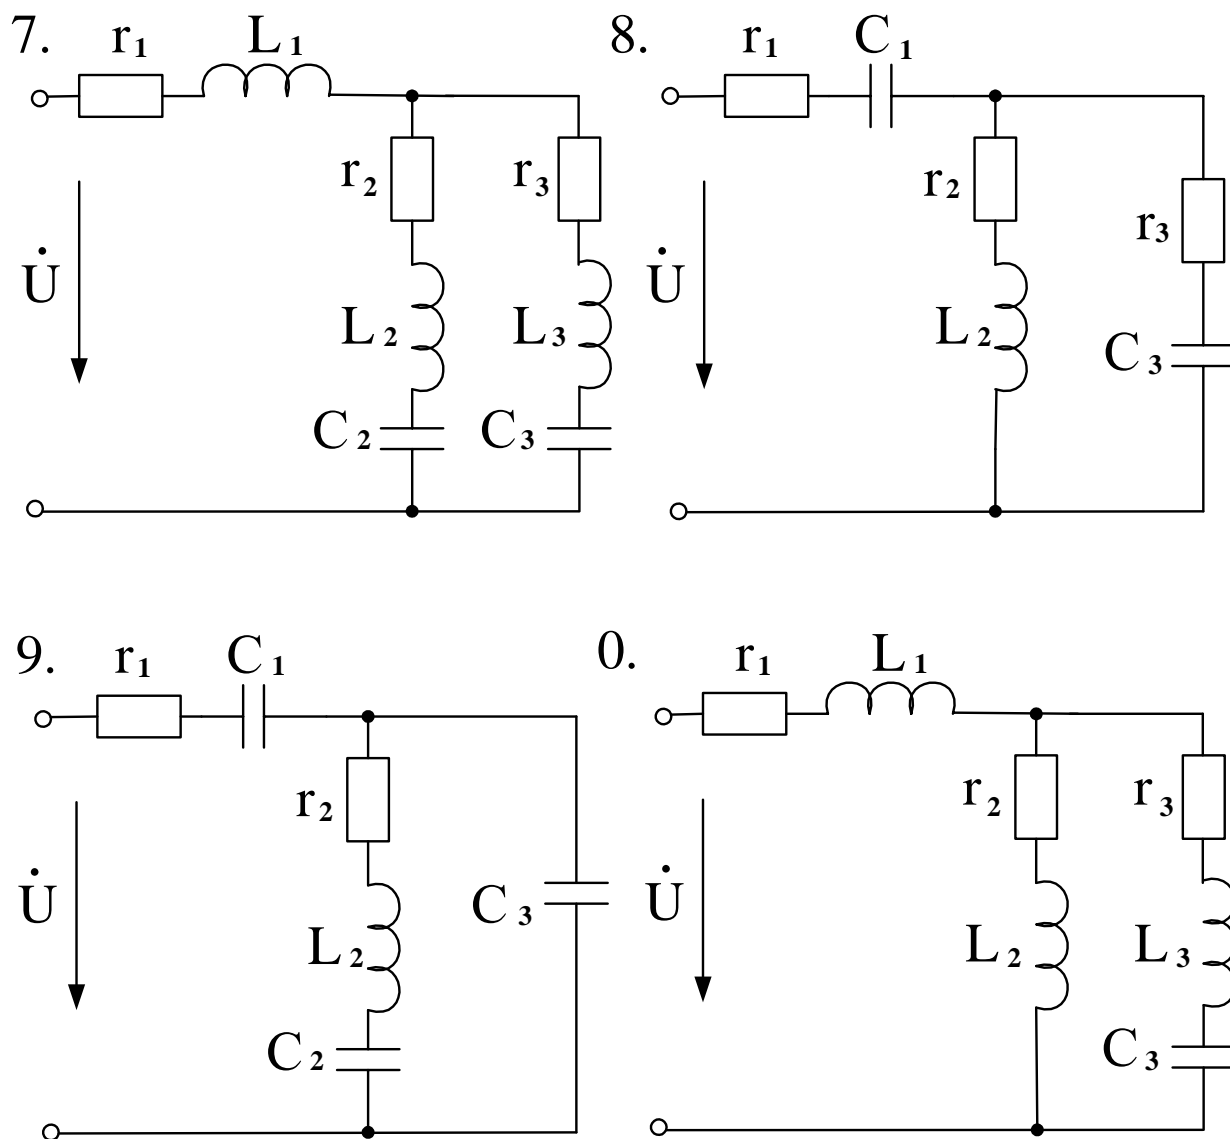 7. r₁ L₁
r₂ r₃
U̇
L₂ L₃
C₂ C₃
8. r₁ C₁
r₂
r₃
U̇
L₂
C₃
9. r₁ C₁
r₂
U̇
C₃
L₂
C₂
0. r₁ L₁
r₂ r₃
U̇
L₂ L₃
C₃